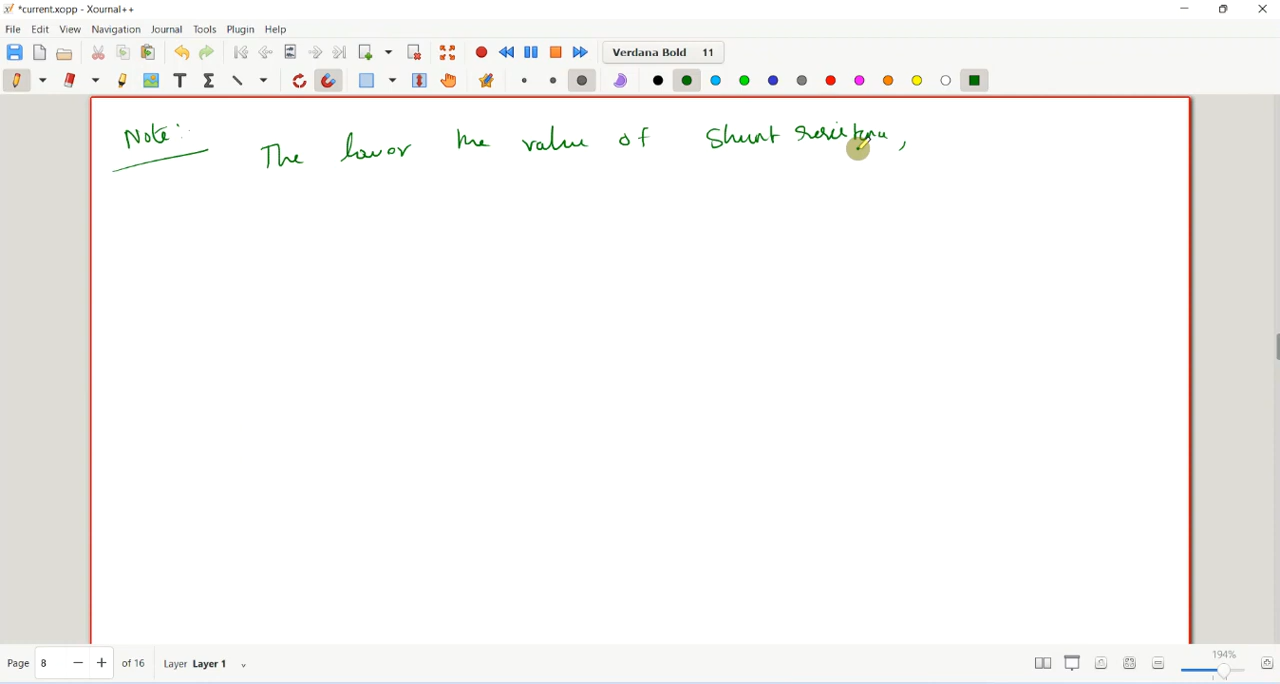 *current.xopp - Xournal++
File Edit View Navigation Journal Tools Plugin Help
Verdana Bold 11
Note:
The lower the value of Shunt resistance,
Page 8 of 16 Layer Layer 1 194%